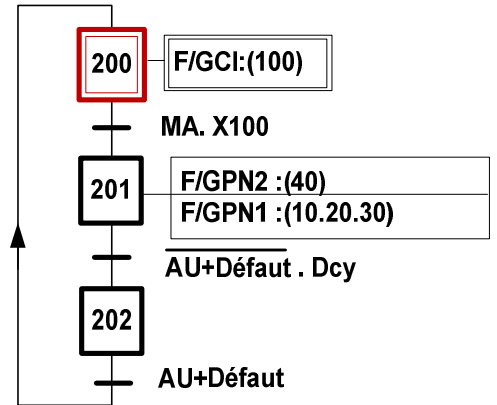 200
F/GCI:(100)
MA. X100
201
F/GPN2 :(40)
F/GPN1 :(10.20.30)
AU+Défaut . Dcy
202
AU+Défaut